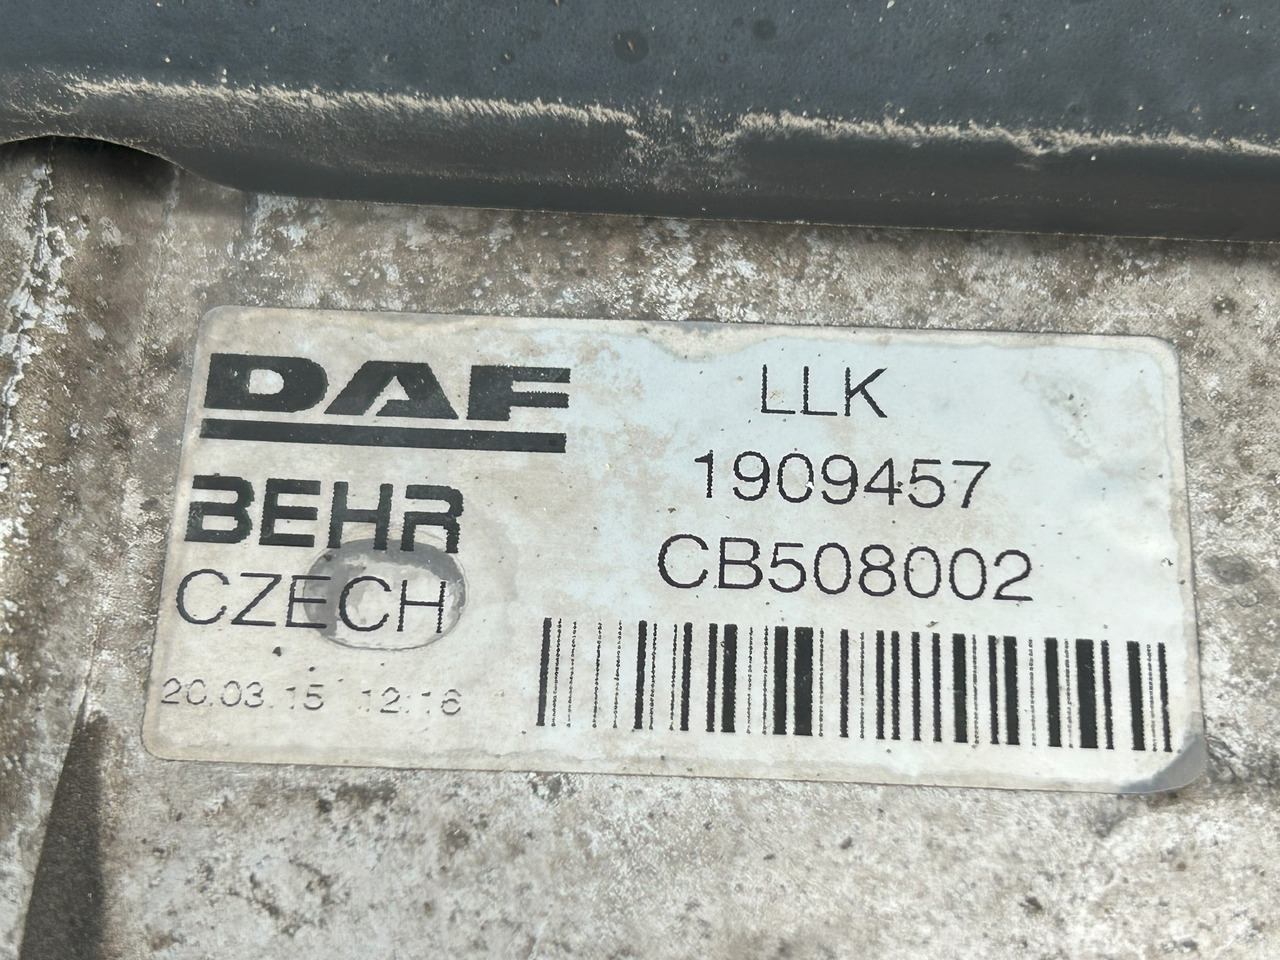 DAF
BEHR
CZECH
20.03.15 12:16
LLK
1909457
CB508002